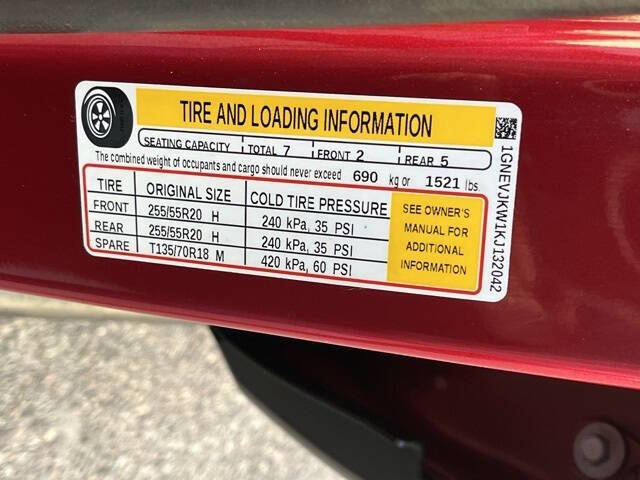 TIRE AND LOADING INFORMATION
SEATING CAPACITY TOTAL 7 FRONT 2 REAR 5
The combined weight of occupants and cargo should never exceed 690 kg or 1521 lbs.
TIRE ORIGINAL SIZE COLD TIRE PRESSURE
FRONT 255/55R20 H 240 kPa, 35 PSI
REAR 255/55R20 H 240 kPa, 35 PSI
SPARE T135/70R18 M 420 kPa, 60 PSI
SEE OWNER'S
MANUAL FOR
ADDITIONAL
INFORMATION
1GNEVJKW1KJ132042